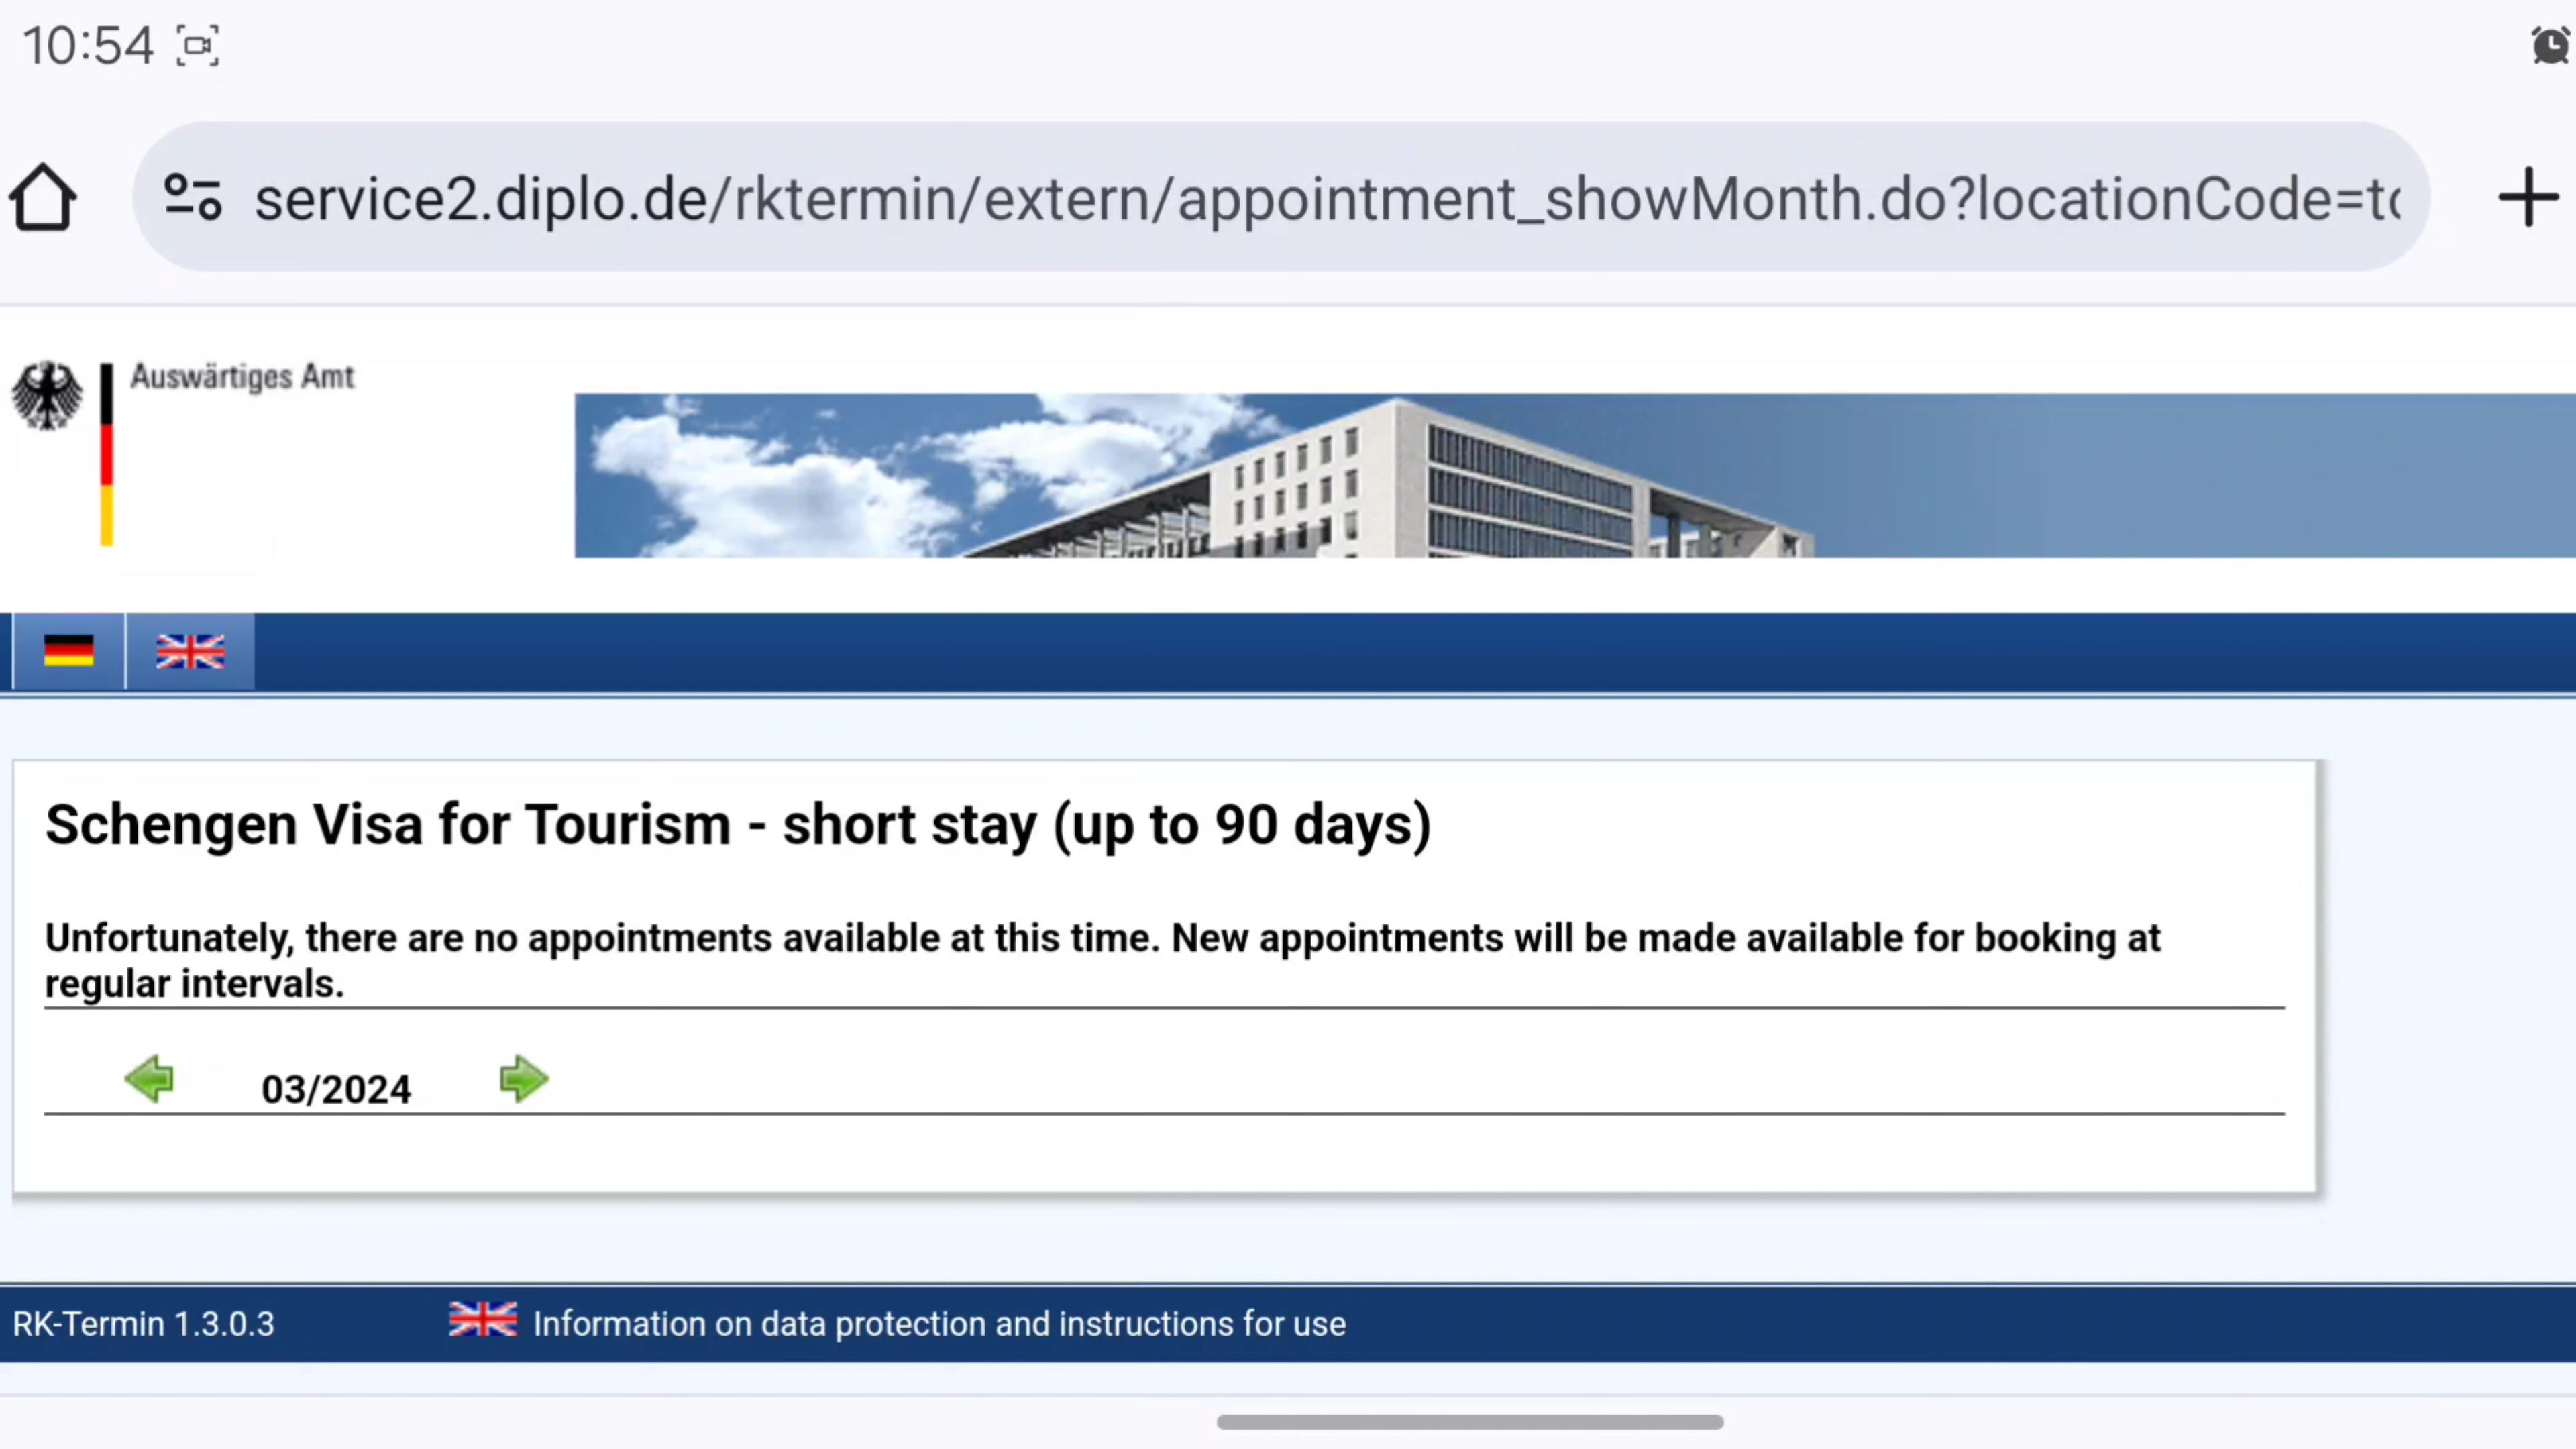 10:54
service2.diplo.de/rktermin/extern/appointment_showMonth.do?locationCode=to
Auswärtiges Amt
Schengen Visa for Tourism - short stay (up to 90 days)
Unfortunately, there are no appointments available at this time. New appointments will be made available for booking at
regular intervals.
03/2024
RK-Termin 1.3.0.3 Information on data protection and instructions for use